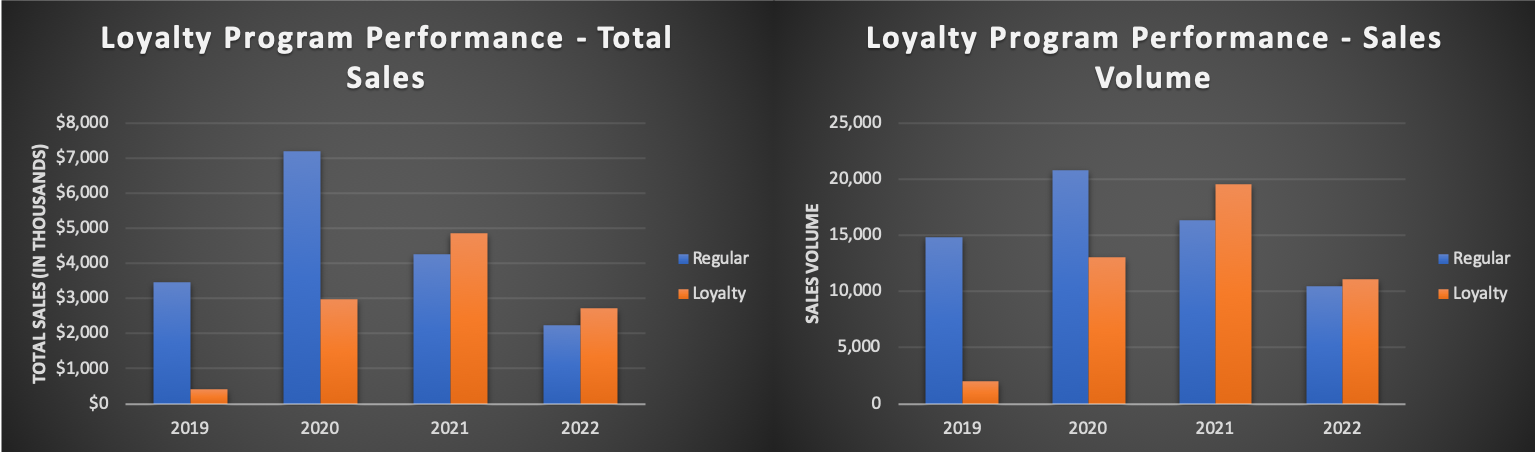 Loyalty Program Performance - Total
Sales
TOTAL SALES (IN THOUSANDS)
$8,000
$7,000
$6,000
$5,000
$4,000
$3,000
$2,000
$1,000
$0
2019 2020 2021 2022
Regular
Loyalty
Loyalty Program Performance - Sales
Volume
SALES VOLUME
25,000
20,000
15,000
10,000
5,000
0
2019 2020 2021 2022
Regular
Loyalty